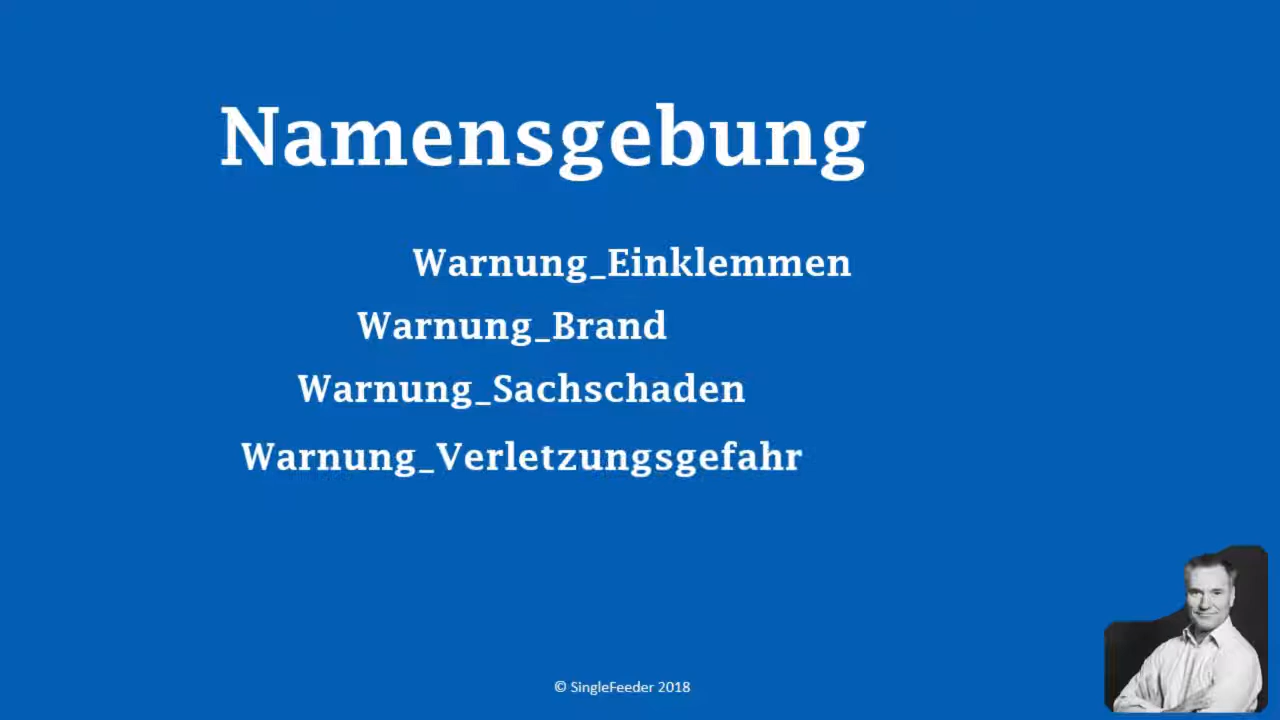 Namensgebung
Warnung_Einklemmen
Warnung_Brand
Warnung_Sachschaden
Warnung_Verletzungsgefahr
© SingleFeeder 2018